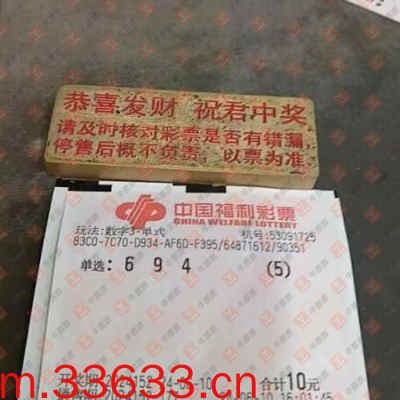 恭喜发财 祝君中奖
请及时核对彩票是否有错漏,
停售后概不负责,以票为准
中国福利彩票
CHINA WELFARE LOTTERY
玩法:数字3-单式 机号:53091725
83C0-7C70-D934-AF6D-F395/64871612/90351
单选: 6 9 4 (5)
合计10元
m.33633.cn